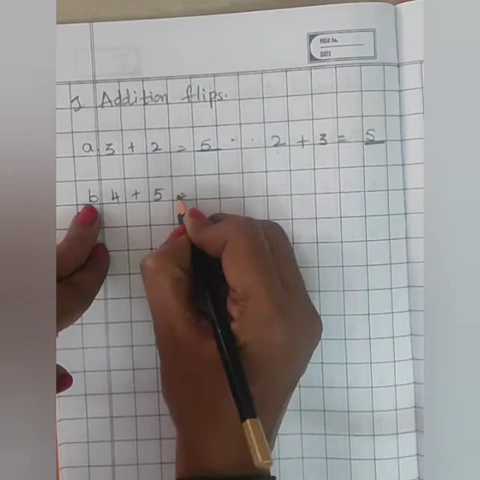 PAGE No.
DATE
1 Addition flips.
a. 3 + 2 = 5 .. 2 + 3 = 5
b 4 + 5 =